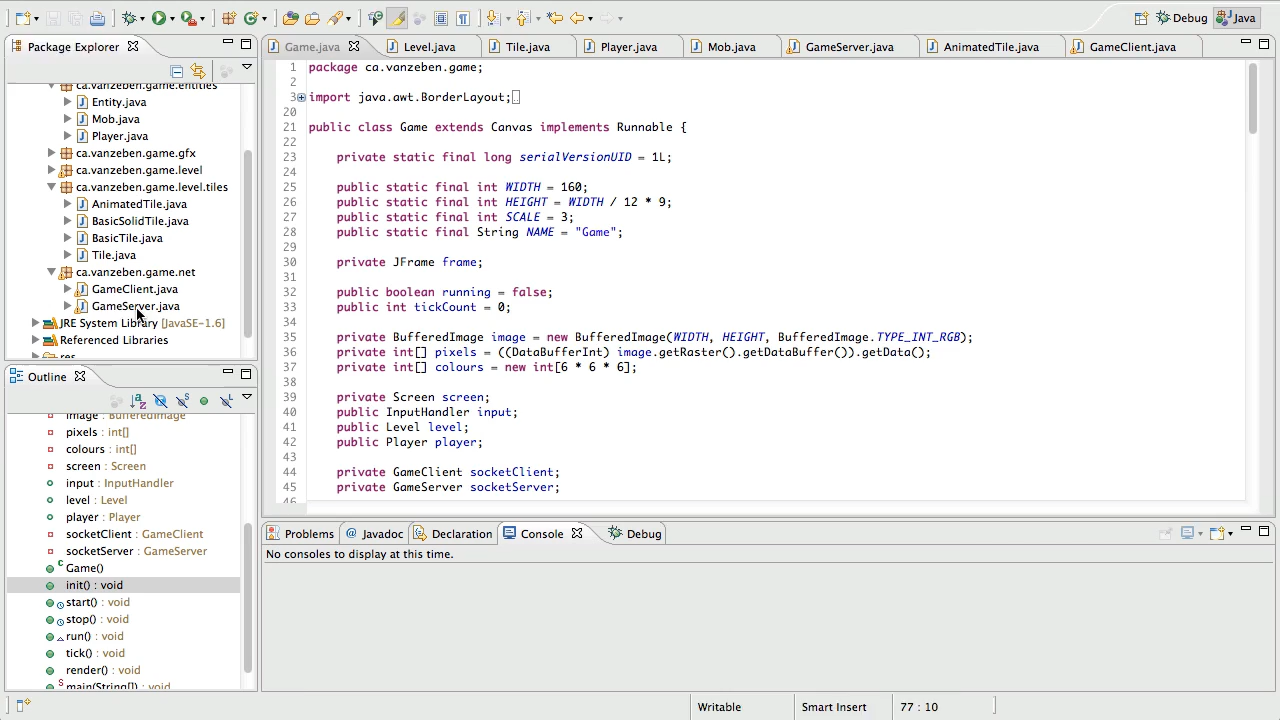 Debug
Java
Package Explorer
ca.vanzeben.game.entities
Entity.java
Mob.java
Player.java
ca.vanzeben.game.gfx
ca.vanzeben.game.level
ca.vanzeben.game.level.tiles
AnimatedTile.java
BasicSolidTile.java
BasicTile.java
Tile.java
ca.vanzeben.game.net
GameClient.java
GameServer.java
JRE System Library [JavaSE-1.6]
Referenced Libraries
res
Outline
image : BufferedImage
pixels : int[]
colours : int[]
screen : Screen
input : InputHandler
level : Level
player : Player
socketClient : GameClient
socketServer : GameServer
Game()
init() : void
start() : void
stop() : void
run() : void
tick() : void
render() : void
main(String[]) : void
Game.java
Level.java
Tile.java
Player.java
Mob.java
GameServer.java
AnimatedTile.java
GameClient.java
1 package ca.vanzeben.game;
2
3 import java.awt.BorderLayout;
20
21 public class Game extends Canvas implements Runnable {
22
23 private static final long serialVersionUID = 1L;
24
25 public static final int WIDTH = 160;
26 public static final int HEIGHT = WIDTH / 12 * 9;
27 public static final int SCALE = 3;
28 public static final String NAME = "Game";
29
30 private JFrame frame;
31
32 public boolean running = false;
33 public int tickCount = 0;
34
35 private BufferedImage image = new BufferedImage(WIDTH, HEIGHT, BufferedImage.TYPE_INT_RGB);
36 private int[] pixels = ((DataBufferInt) image.getRaster().getDataBuffer()).getData();
37 private int[] colours = new int[6 * 6 * 6];
38
39 private Screen screen;
40 public InputHandler input;
41 public Level level;
42 public Player player;
43
44 private GameClient socketClient;
45 private GameServer socketServer;
46
Problems
@ Javadoc
Declaration
Console
Debug
No consoles to display at this time.
Writable
Smart Insert
77 : 10